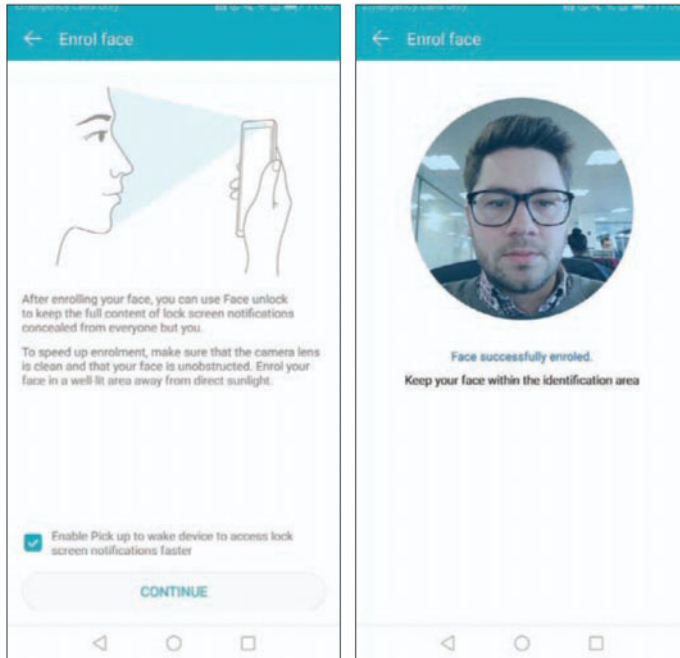 Enrol face
After enrolling your face, you can use Face unlock
to keep the full content of lock screen notifications
concealed from everyone but you.
To speed up enrolment, make sure that the camera lens
is clean and that your face is unobstructed. Enrol your
face in a well-lit area away from direct sunlight.
Enable Pick up to wake device to access lock
screen notifications faster
CONTINUE
Enrol face
Face successfully enroled.
Keep your face within the identification area